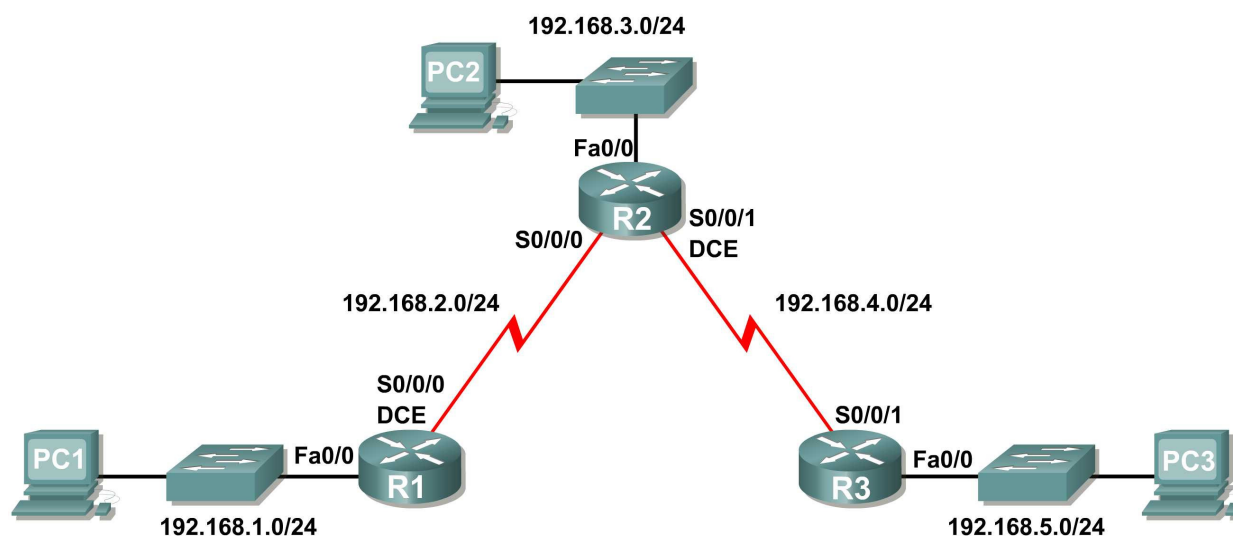 192.168.3.0/24
PC2
Fa0/0
R2
S0/0/0
S0/0/1
DCE
192.168.2.0/24
192.168.4.0/24
S0/0/0
DCE
S0/0/1
PC1
Fa0/0
R1
R3
Fa0/0
PC3
192.168.1.0/24
192.168.5.0/24